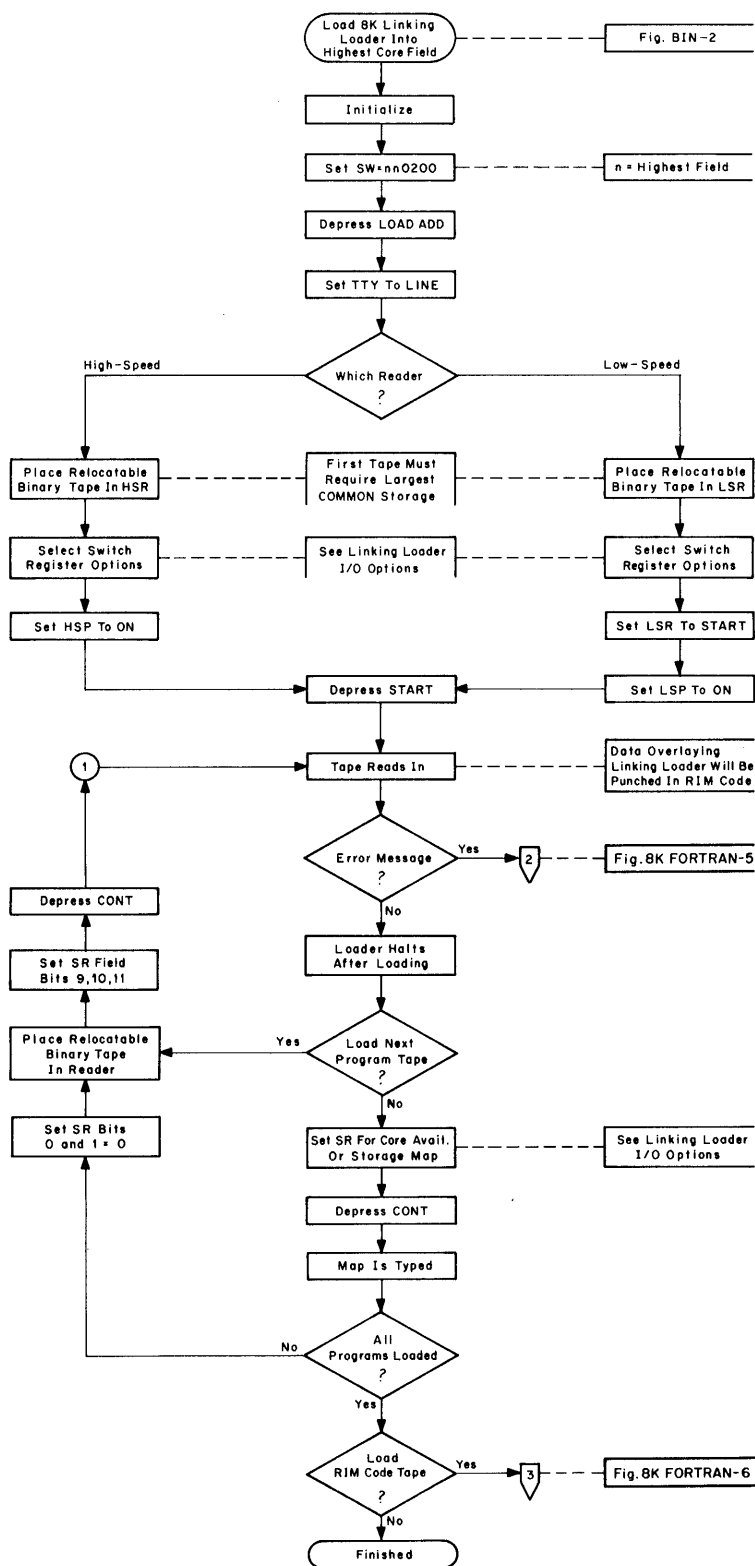 Load 8K Linking
Loader Into
Highest Core Field
Fig. BIN-2
Initialize
Set SW=nn0200
n = Highest Field
Depress LOAD ADD
Set TTY To LINE
High-Speed
Which Reader
?
Low-Speed
Place Relocatable
Binary Tape In HSR
First Tape Must
Require Largest
COMMON Storage
Place Relocatable
Binary Tape In LSR
Select Switch
Register Options
See Linking Loader
I/O Options
Select Switch
Register Options
Set HSP To ON
Set LSR To START
Depress START
Set LSP To ON
1
Tape Reads In
Data Overlaying
Linking Loader Will Be
Punched In RIM Code
Error Message
?
Yes
2
Fig. 8K FORTRAN-5
No
Depress CONT
Loader Halts
After Loading
Set SR Field
Bits 9,10,11
Place Relocatable
Binary Tape
In Reader
Yes
Load Next
Program Tape
?
No
Set SR Bits
0 and 1 = 0
Set SR For Core Avail.
Or Storage Map
See Linking Loader
I/O Options
Depress CONT
Map Is Typed
No
All
Programs Loaded
?
Yes
Load
RIM Code Tape
?
Yes
3
Fig. 8K FORTRAN-6
No
Finished